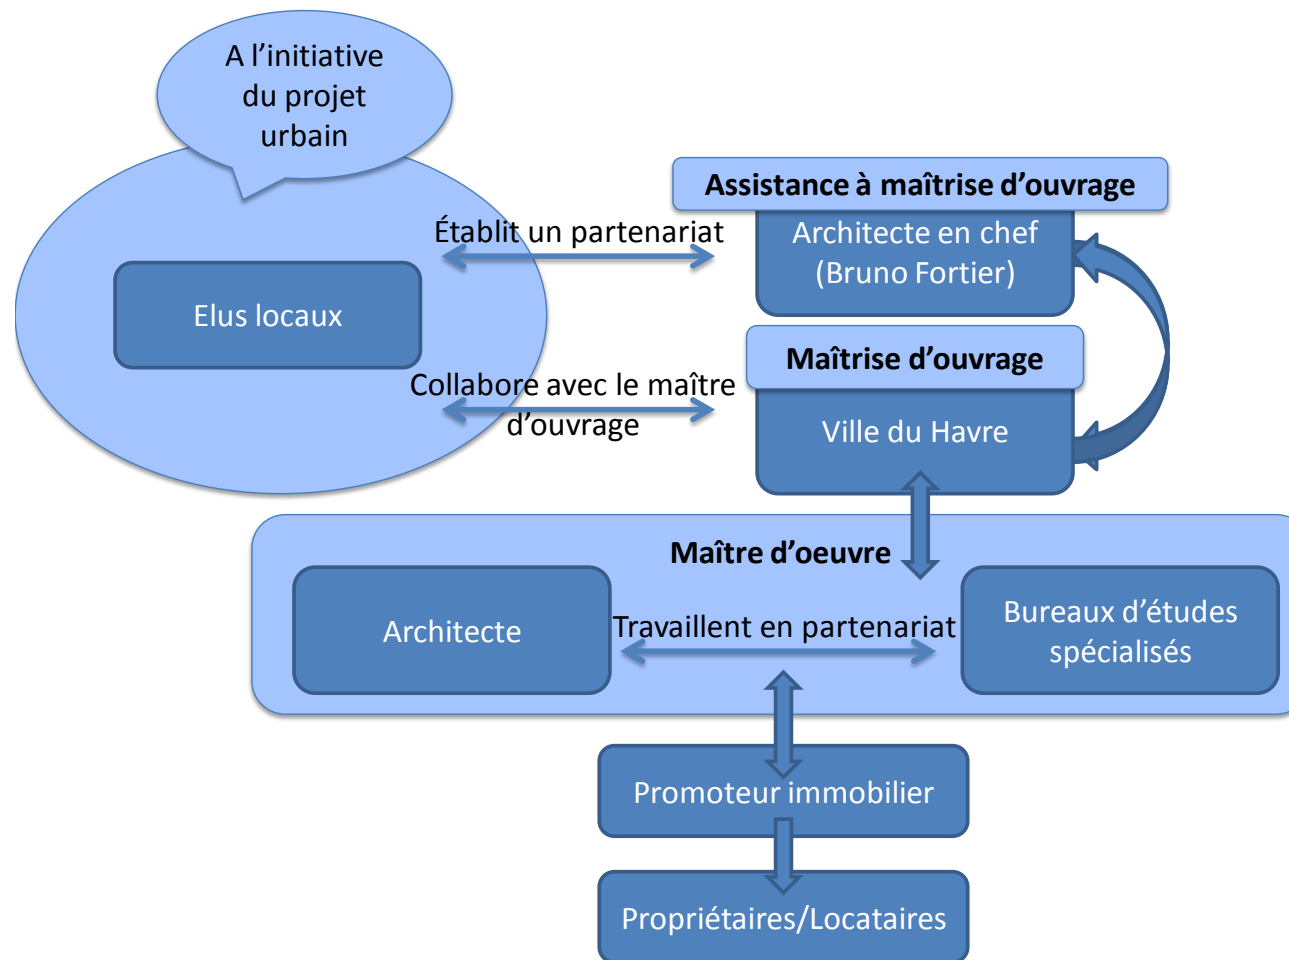 A l’initiative
du projet
urbain
Assistance à maîtrise d’ouvrage
Établit un partenariat
Architecte en chef
(Bruno Fortier)
Elus locaux
Maîtrise d’ouvrage
Collabore avec le maître
d’ouvrage
Ville du Havre
Maître d’oeuvre
Architecte
Travaillent en partenariat
Bureaux d’études
spécialisés
Promoteur immobilier
Propriétaires/Locataires